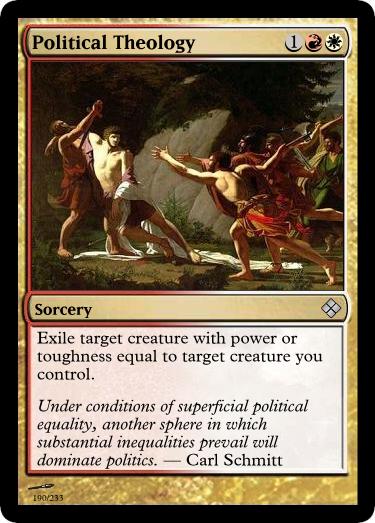 Political Theology 1
Sorcery
Exile target creature with power or
toughness equal to target creature you
control.
Under conditions of superficial political
equality, another sphere in which
substantial inequalities prevail will
dominate politics. — Carl Schmitt
190/233